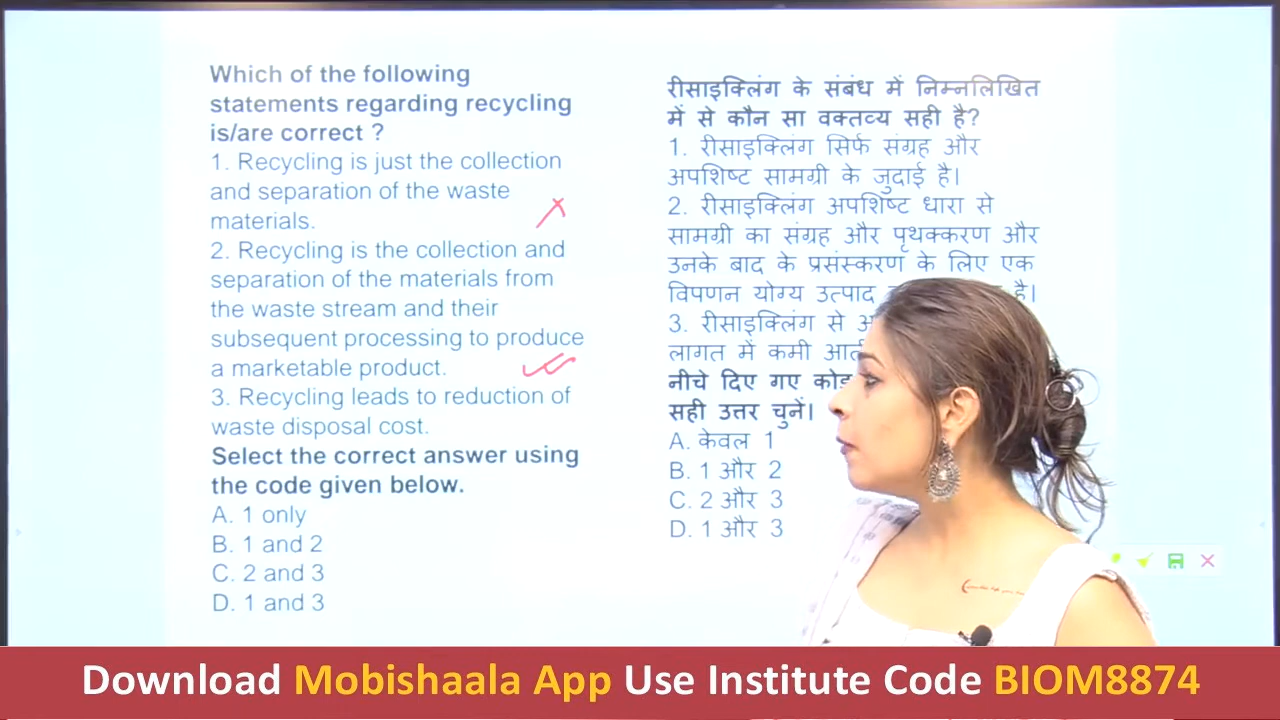 Which of the following
statements regarding recycling
is/are correct ?
1. Recycling is just the collection
and separation of the waste
materials.
2. Recycling is the collection and
separation of the materials from
the waste stream and their
subsequent processing to produce
a marketable product.
3. Recycling leads to reduction of
waste disposal cost.
Select the correct answer using
the code given below.
A. 1 only
B. 1 and 2
C. 2 and 3
D. 1 and 3
रीसाइक्लिंग के संबंध में निम्नलिखित
में से कौन सा वक्तव्य सही है?
1. रीसाइक्लिंग सिर्फ संग्रह और
अपशिष्ट सामग्री के जुदाई है।
2. रीसाइक्लिंग अपशिष्ट धारा से
सामग्री का संग्रह और पृथक्करण और
उनके बाद के प्रसंस्करण के लिए एक
विपणन योग्य उत्पाद है।
3. रीसाइक्लिंग से
लागत में कमी
नीचे दिए गए
सही उत्तर चुनें।
A. केवल 1
B. 1 और 2
C. 2 और 3
D. 1 और 3
Download Mobishaala App Use Institute Code BIOM8874